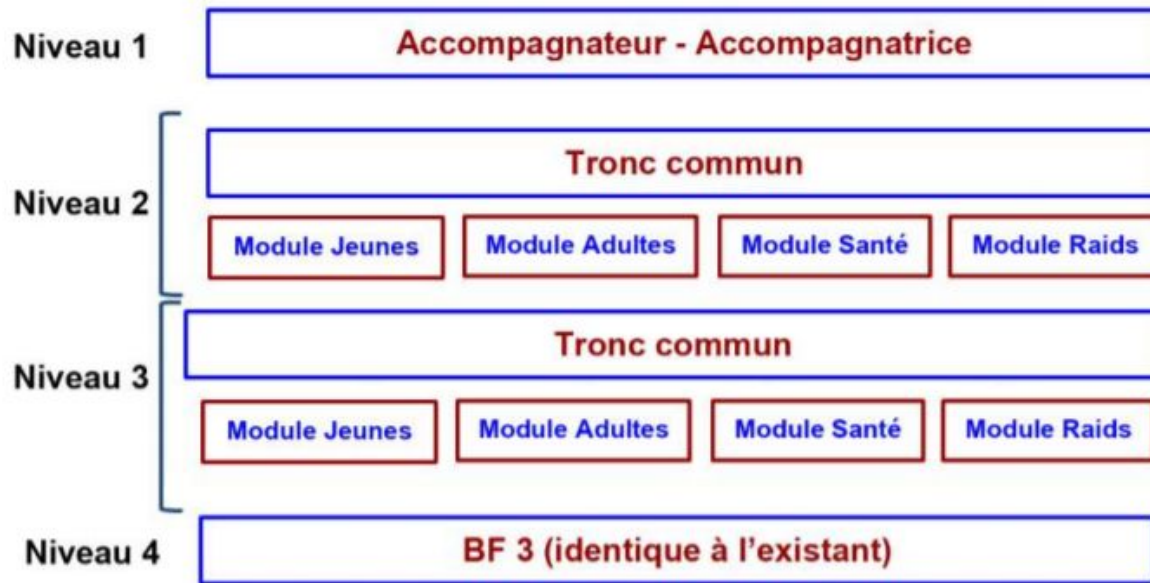 Niveau 1
Accompagnateur - Accompagnatrice
Niveau 2
Tronc commun
Module Jeunes
Module Adultes
Module Santé
Module Raids
Niveau 3
Tronc commun
Module Jeunes
Module Adultes
Module Santé
Module Raids
Niveau 4
BF 3 (identique à l'existant)